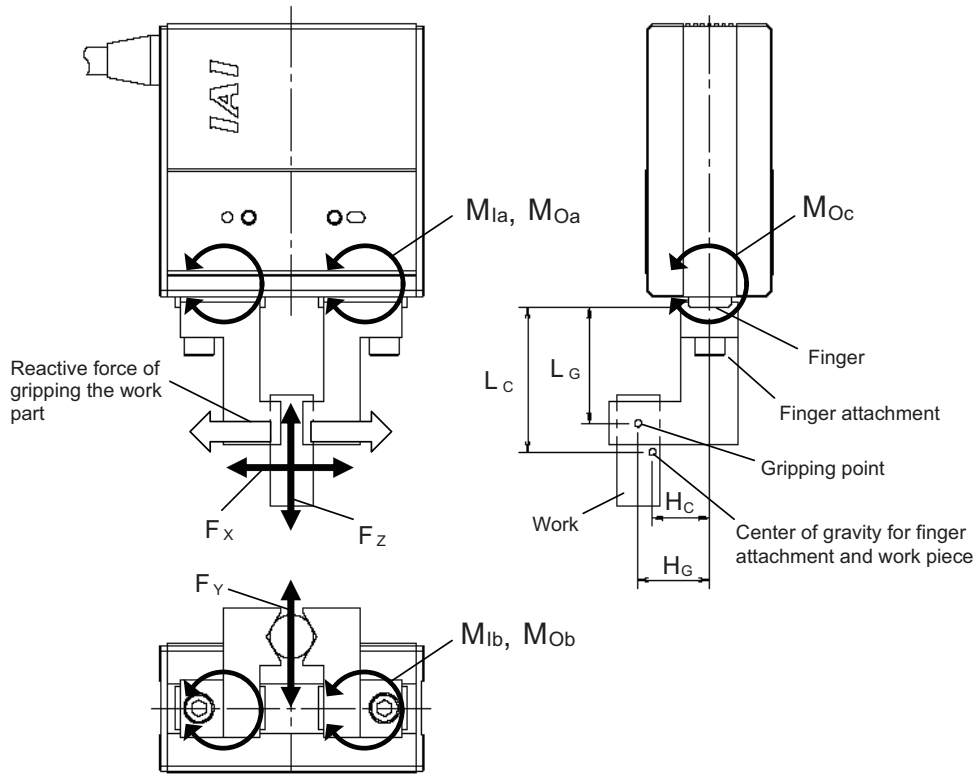 IAI
MIa, MOa
MOc
Reactive force of
gripping the work
part
LC
LG
Finger
Finger attachment
Gripping point
Work
HC
Center of gravity for finger
attachment and work piece
HG
FX
FZ
FY
MIb, MOb